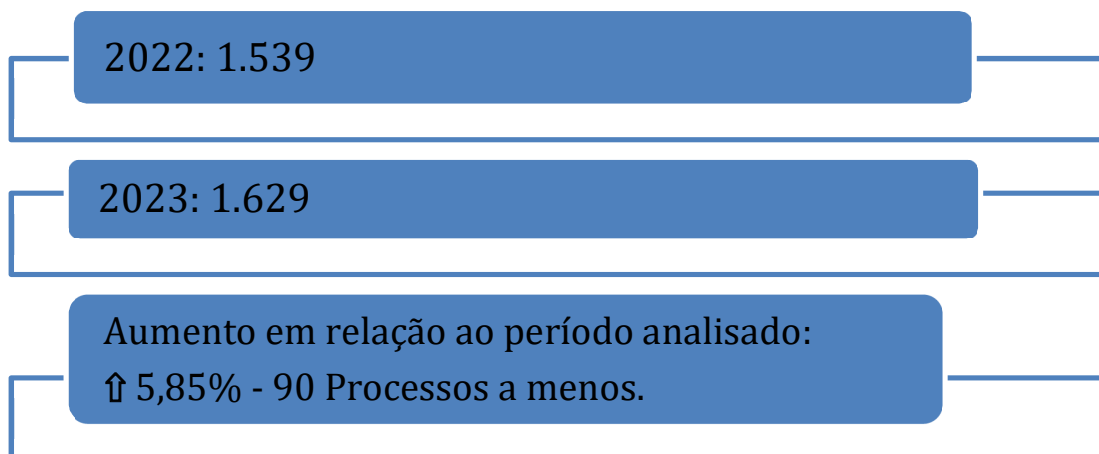 2022: 1.539
2023: 1.629
Aumento em relação ao período analisado:
⇧ 5,85% - 90 Processos a menos.